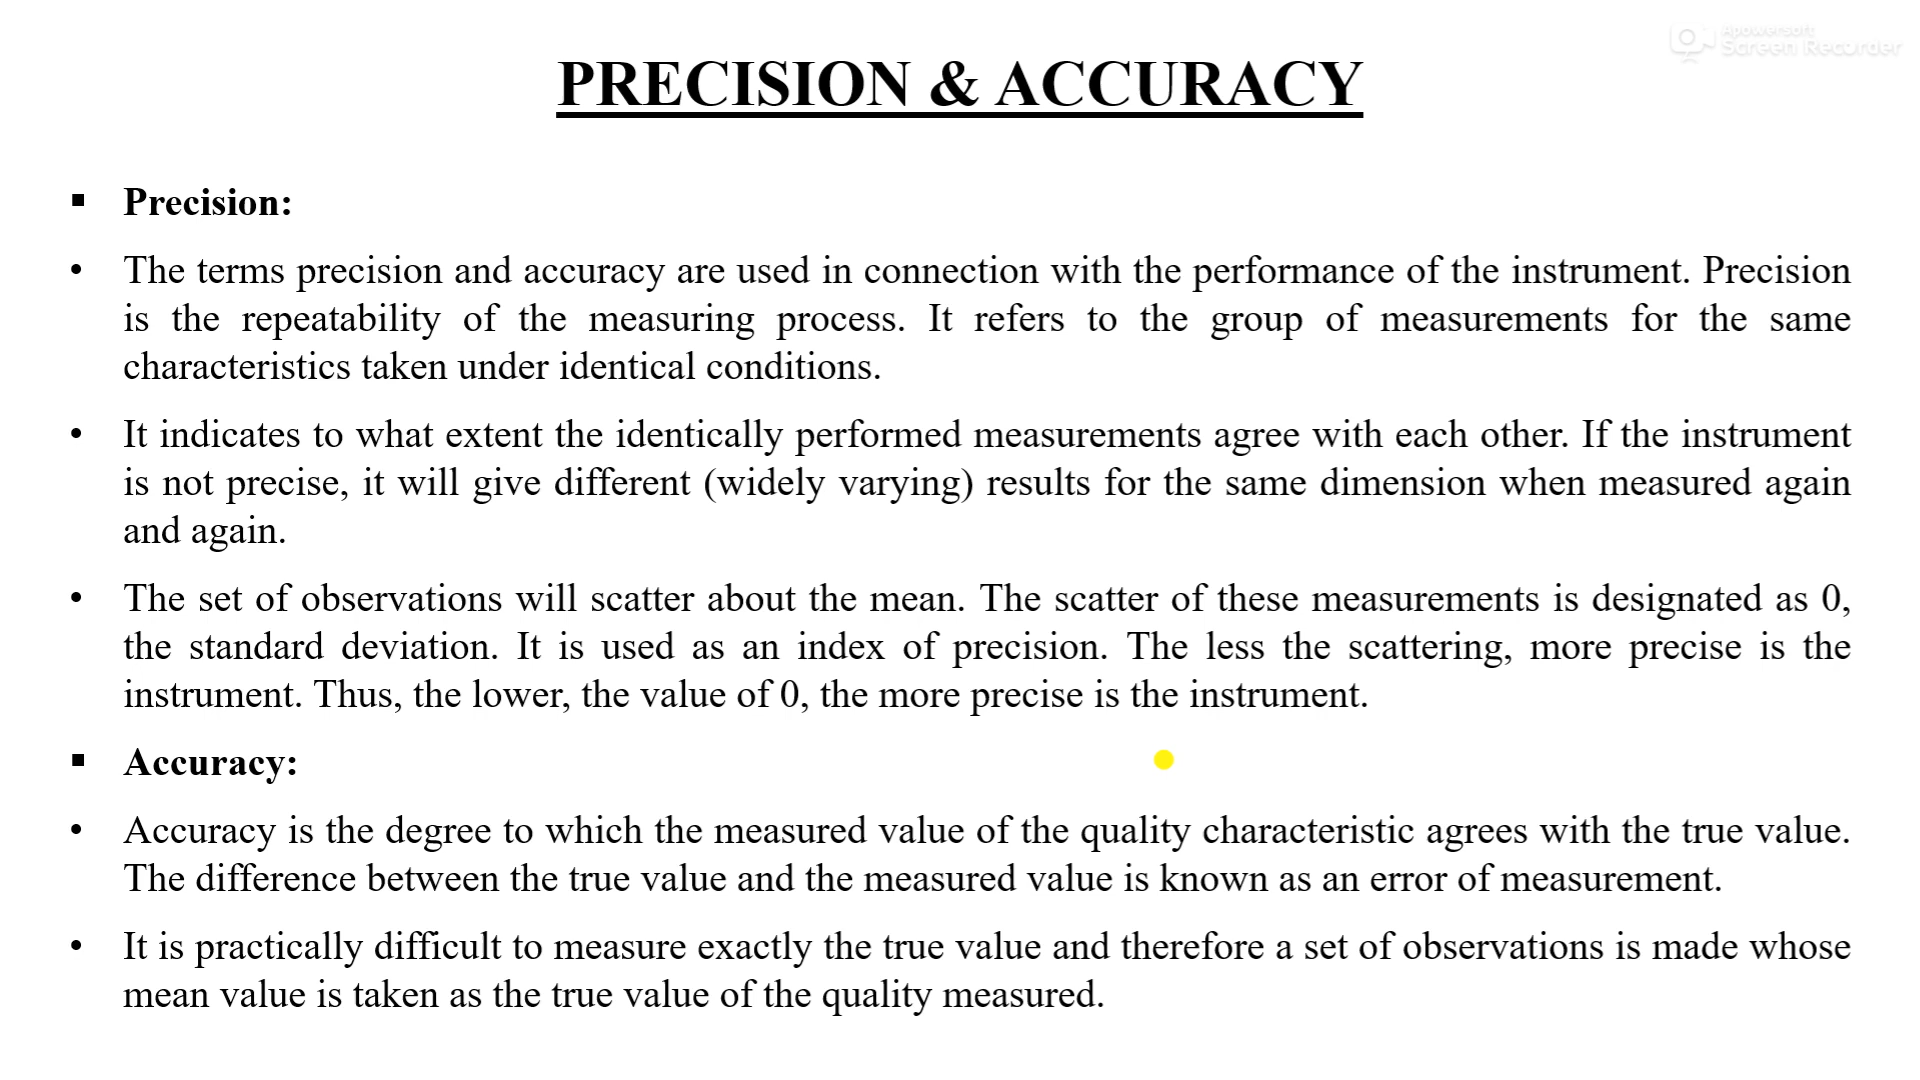 Apowersoft
Screen Recorder
PRECISION & ACCURACY
▪ Precision:
• The terms precision and accuracy are used in connection with the performance of the instrument. Precision
is the repeatability of the measuring process. It refers to the group of measurements for the same
characteristics taken under identical conditions.
• It indicates to what extent the identically performed measurements agree with each other. If the instrument
is not precise, it will give different (widely varying) results for the same dimension when measured again
and again.
• The set of observations will scatter about the mean. The scatter of these measurements is designated as 0,
the standard deviation. It is used as an index of precision. The less the scattering, more precise is the
instrument. Thus, the lower, the value of 0, the more precise is the instrument.
▪ Accuracy:
• Accuracy is the degree to which the measured value of the quality characteristic agrees with the true value.
The difference between the true value and the measured value is known as an error of measurement.
• It is practically difficult to measure exactly the true value and therefore a set of observations is made whose
mean value is taken as the true value of the quality measured.